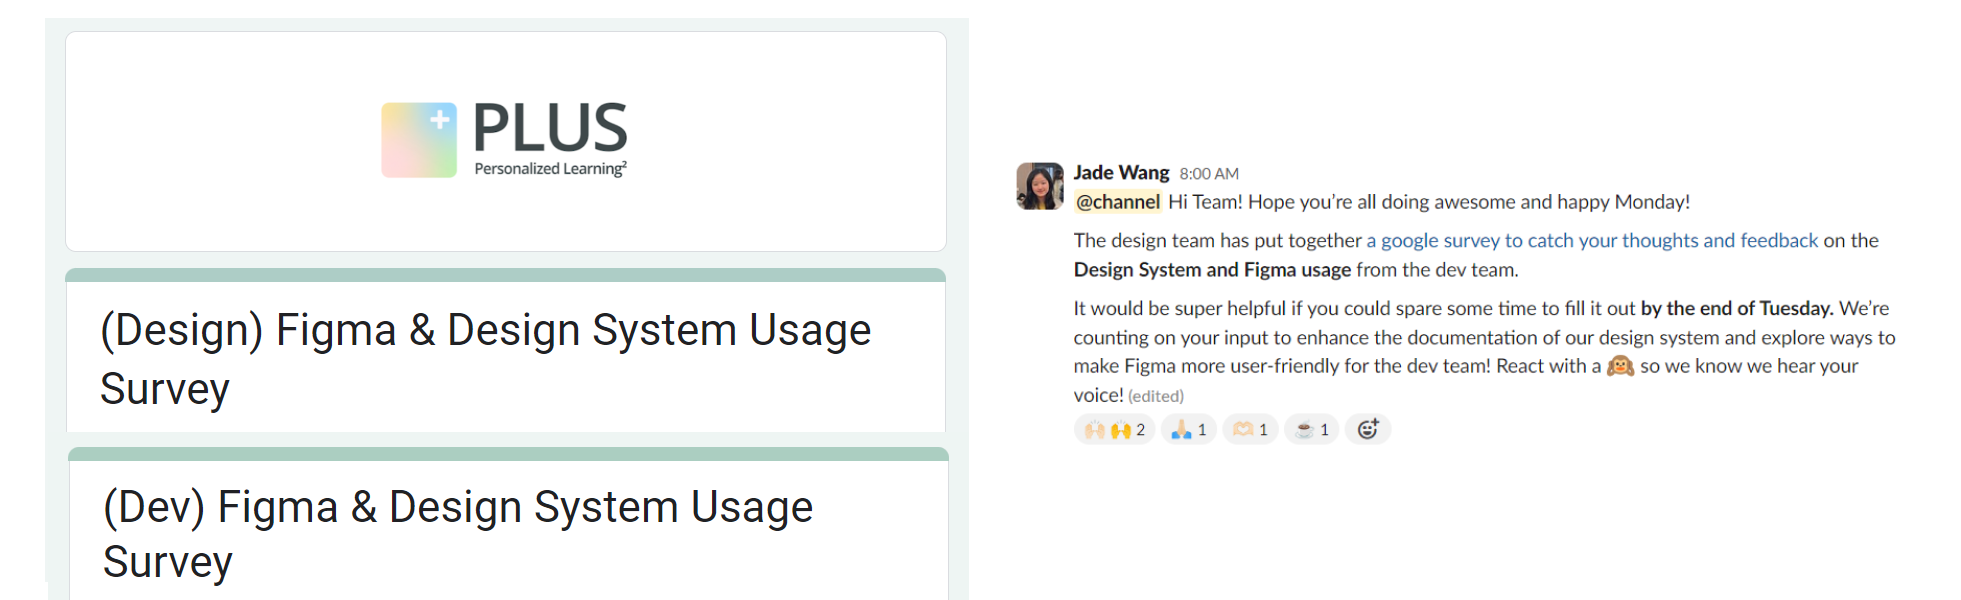 PLUS
Personalized Learning²
(Design) Figma & Design System Usage
Survey
(Dev) Figma & Design System Usage
Survey
Jade Wang 8:00 AM
@channel Hi Team! Hope you’re all doing awesome and happy Monday!
The design team has put together a google survey to catch your thoughts and feedback on the
Design System and Figma usage from the dev team.
It would be super helpful if you could spare some time to fill it out by the end of Tuesday. We’re
counting on your input to enhance the documentation of our design system and explore ways to
make Figma more user-friendly for the dev team! React with a 🙉 so we know we hear your
voice! (edited)
2 1 1 1